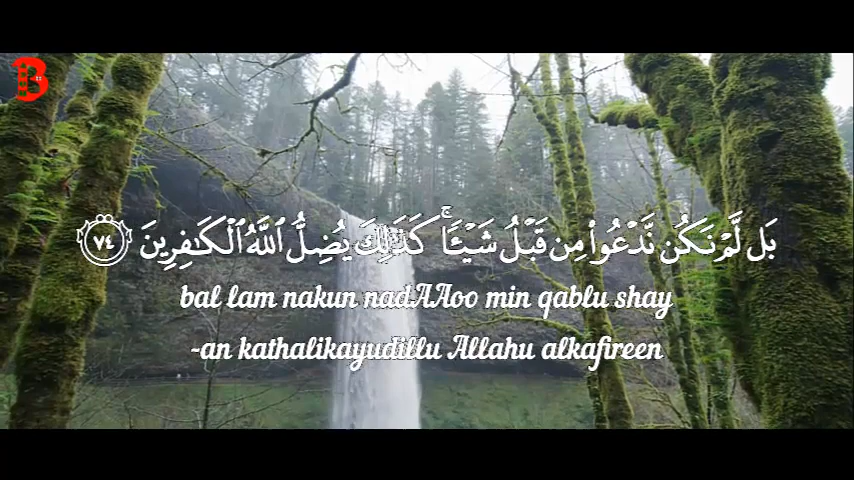 B
بَل لَّمْ نَكُن نَّدْعُوا۟ مِن قَبْلُ شَيْـًٔا ۚ كَذَٰلِكَ يُضِلُّ ٱللَّهُ ٱلْكَـٰفِرِينَ ٧٤
bal lam nakun nadAAoo min qablu shay
-an kathalikayudillu Allahu alkafireen